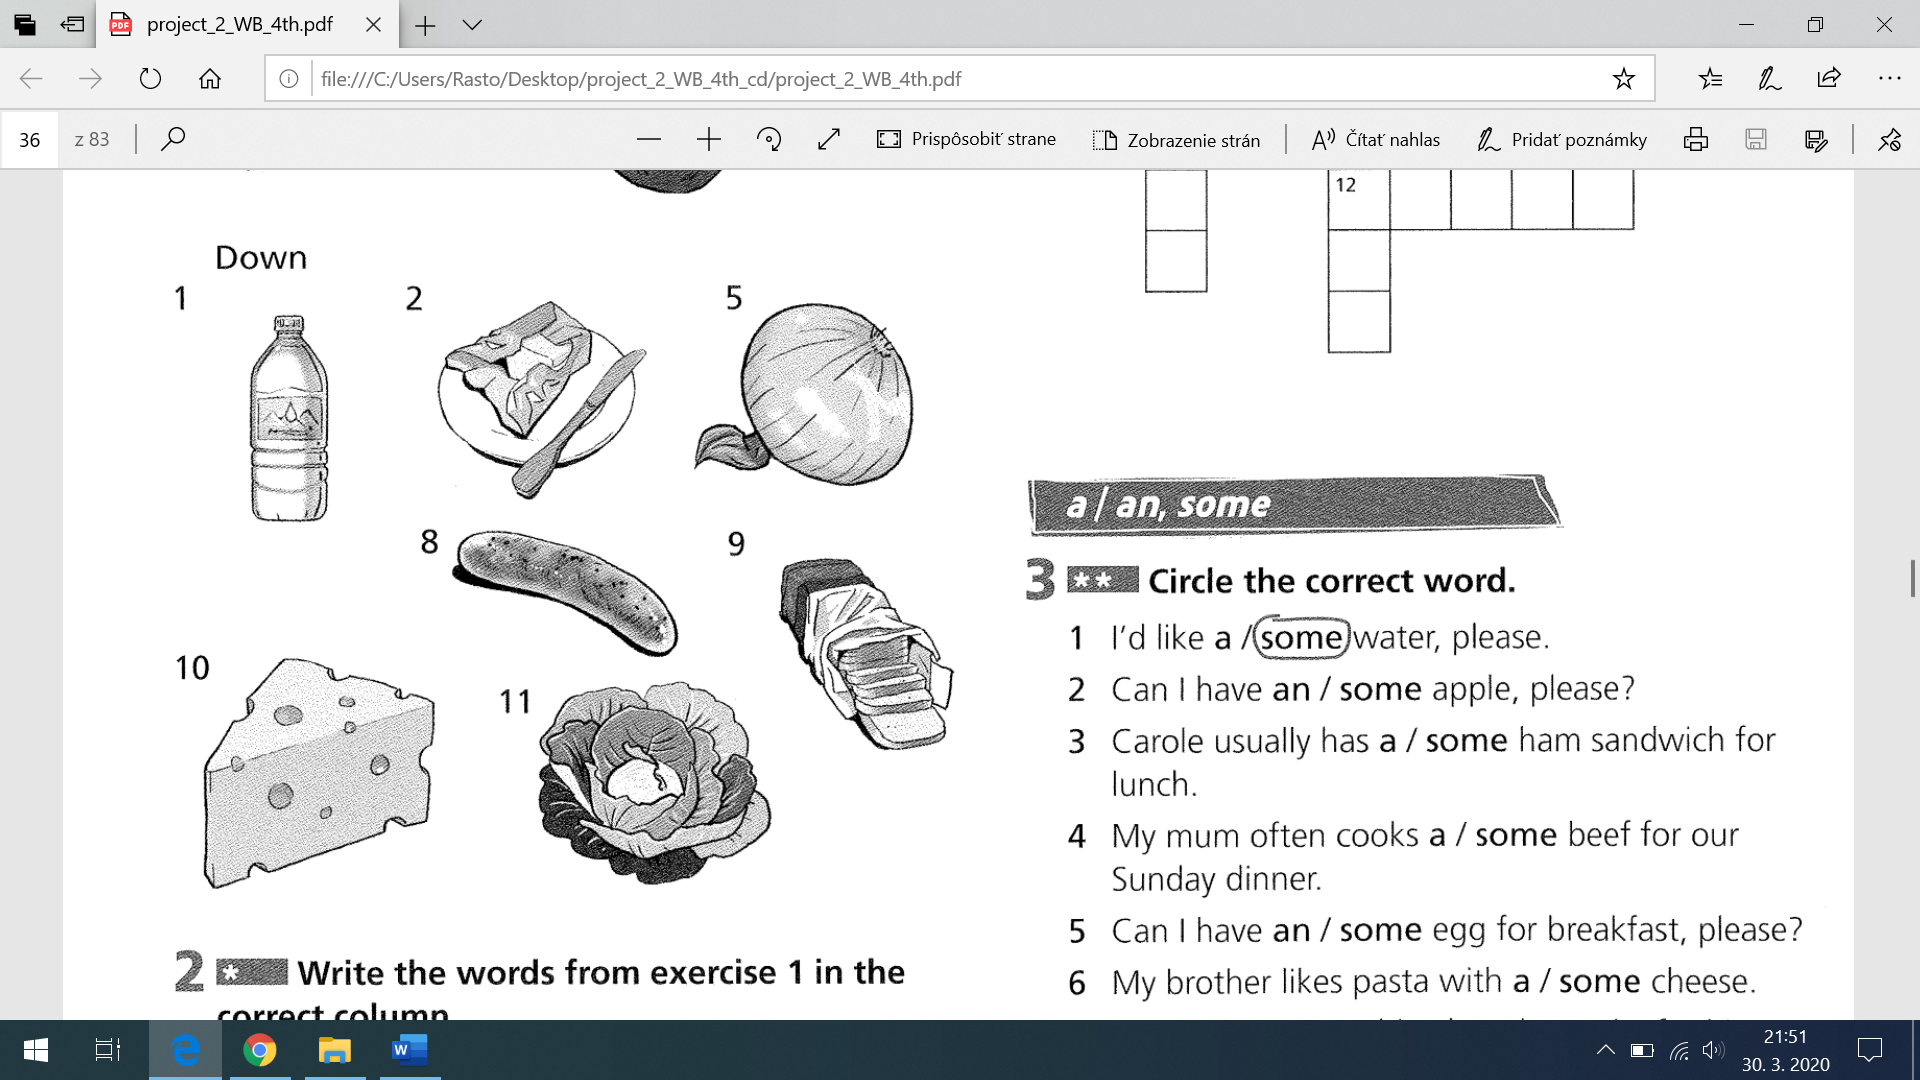 project_2_WB_4th.pdf
file:///C:/Users/Rasto/Desktop/project_2_WB_4th_cd/project_2_WB_4th.pdf
36 z 83
Prispôsobiť strane
Zobrazenie strán
Čítať nahlas
Pridať poznámky
12
Down
1
2
5
8
9
10
11
2 * Write the words from exercise 1 in the
correct column
a / an, some
3 ** Circle the correct word.
1 I'd like a / some water, please.
2 Can I have an / some apple, please?
3 Carole usually has a / some ham sandwich for
lunch.
4 My mum often cooks a / some beef for our
Sunday dinner.
5 Can I have an / some egg for breakfast, please?
6 My brother likes pasta with a / some cheese.
21:51
30. 3. 2020